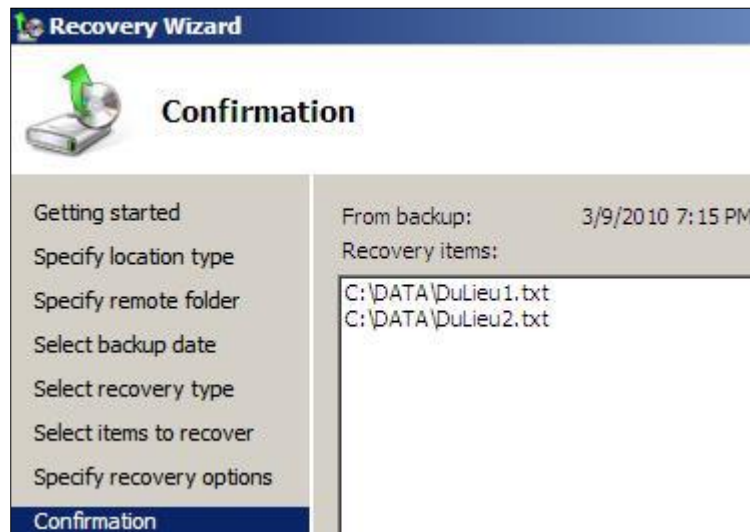 Recovery Wizard
Confirmation
Getting started
Specify location type
Specify remote folder
Select backup date
Select recovery type
Select items to recover
Specify recovery options
Confirmation
From backup: 3/9/2010 7:15 PM
Recovery items:
C:\DATA\DuLieu1.txt
C:\DATA\DuLieu2.txt